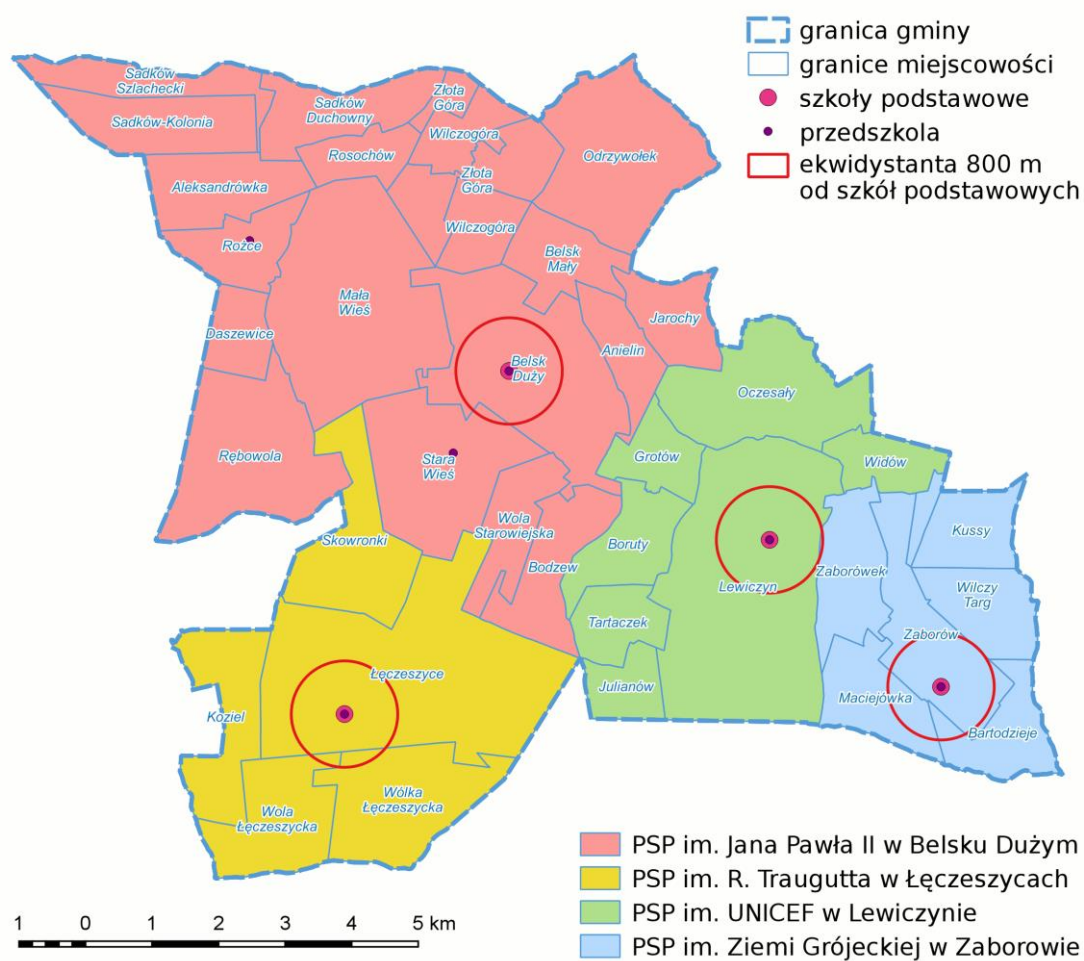 granica gminy
granice miejscowości
szkoły podstawowe
przedszkola
ekwidystanta 800 m
od szkół podstawowych
Sadków
Szlachecki
Sadków-Kolonia
Sadków
Duchowny
Złota
Góra
Wilczogóra
Rosochów
Odrzywołek
Aleksandrówka
Złota
Góra
Wilczogóra
Rożce
Belsk
Mały
Mała
Wieś
Jarochy
Daszewice
Anielin
Belsk
Duży
Oczesały
Rębowola
Stara
Wieś
Grotów
Widów
Wola
Starowiejska
Skowronki
Boruty
Bodzew
Kussy
Zaborówek
Lewiczyn
Wilczy
Targ
Tartaczek
Zaborów
Łęczeszyce
Julianów
Maciejówka
Kozieł
Bartodzieje
Wólka
Łęczeszycka
Wola
Łęczeszycka
PSP im. Jana Pawła II w Belsku Dużym
PSP im. R. Traugutta w Łęczeszycach
PSP im. UNICEF w Lewiczynie
PSP im. Ziemi Grójeckiej w Zaborowie
1 0 1 2 3 4 5 km